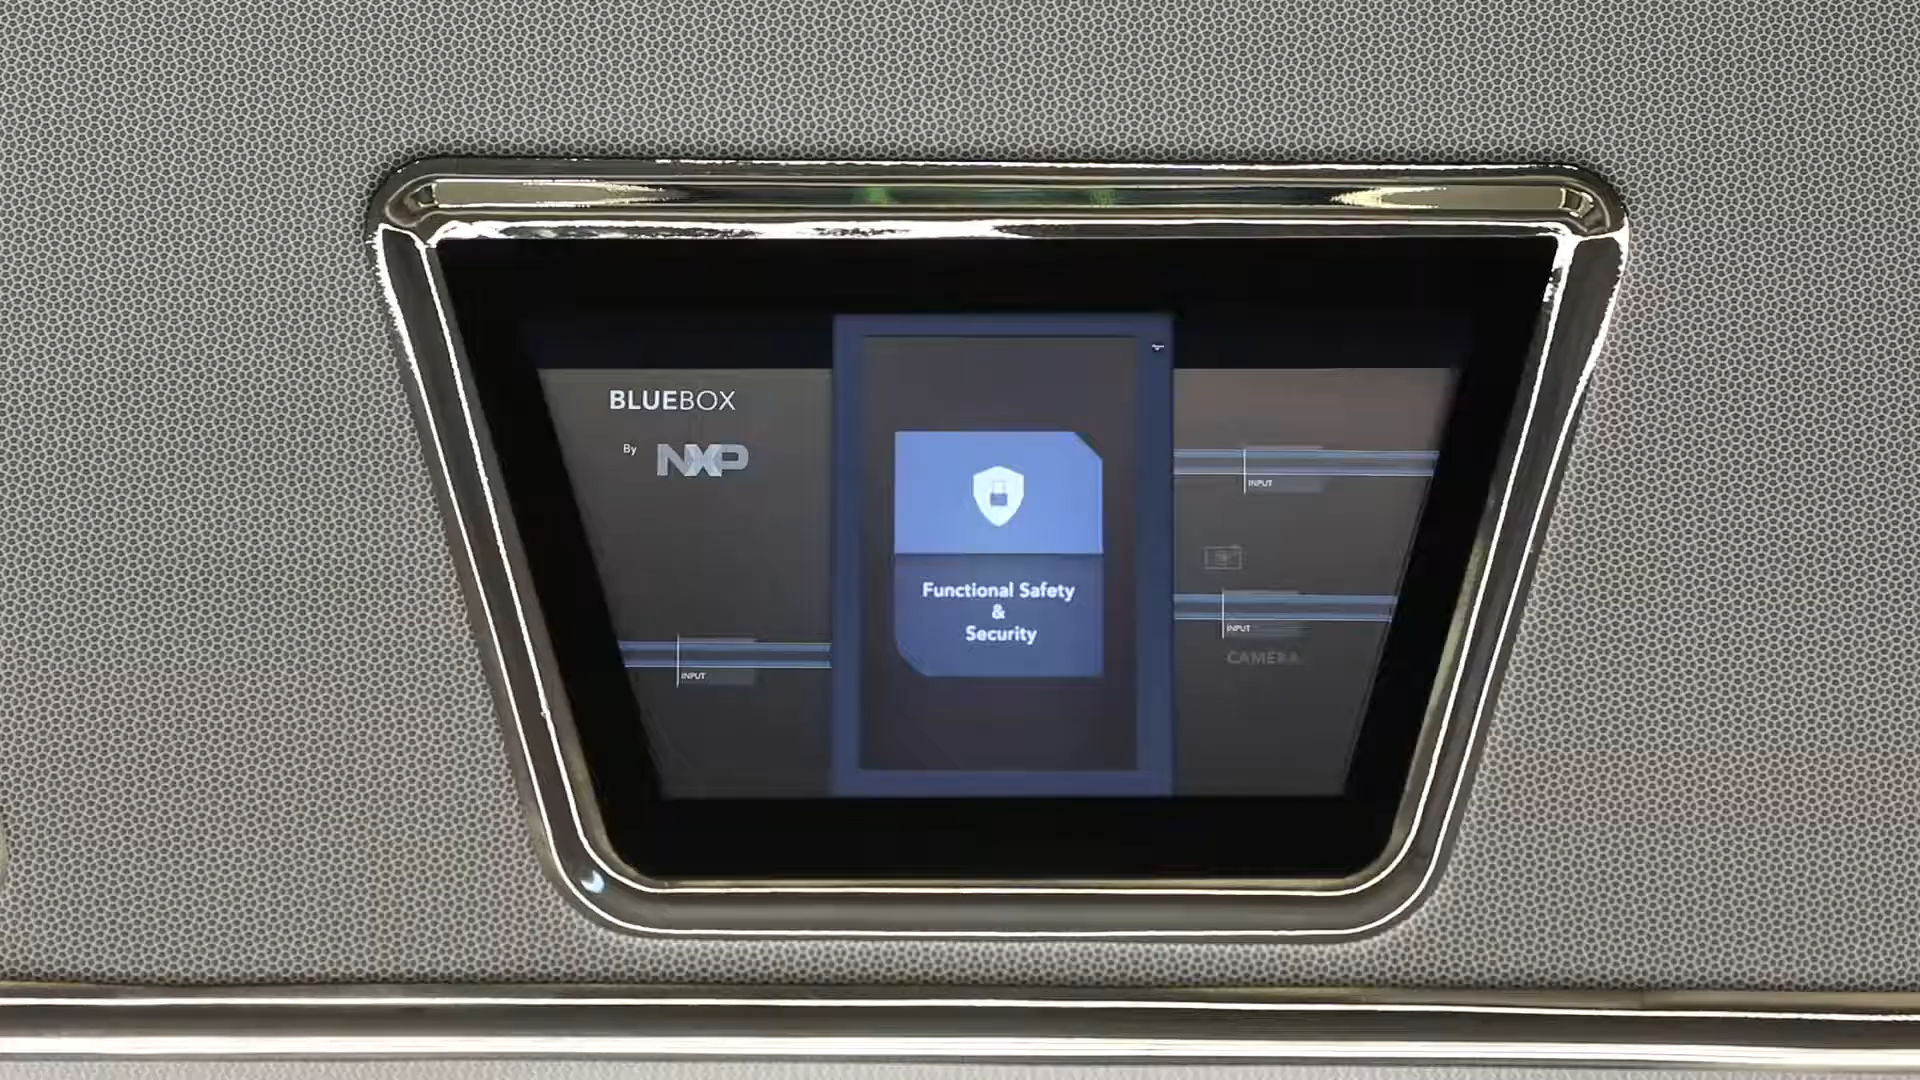 BLUEBOX
By NXP
Functional Safety
&
Security
INPUT
INPUT
INPUT
CAMERA